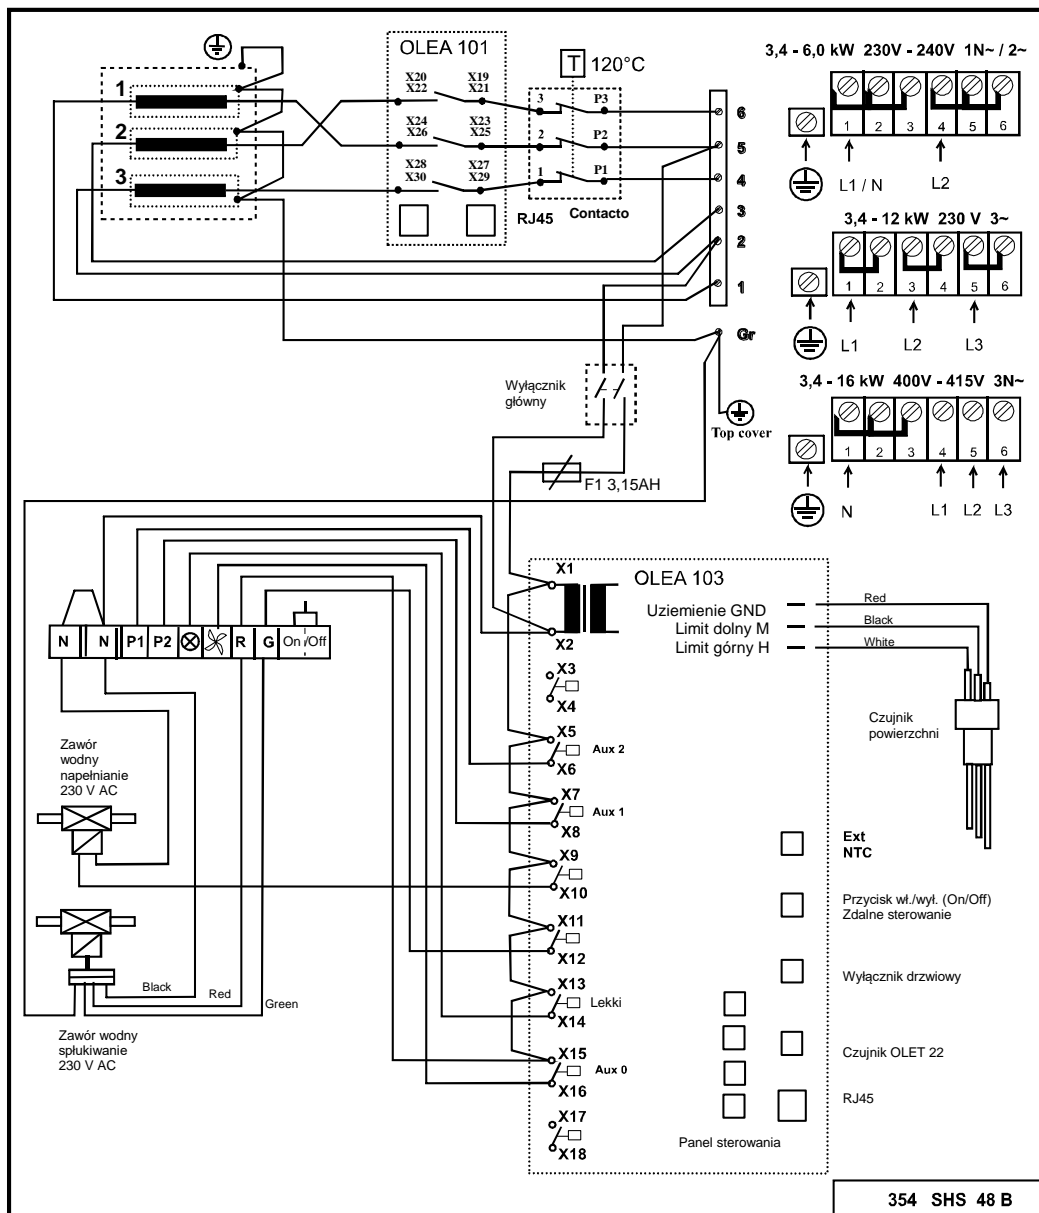 OLEA 101
T 120°C
1
2
3
X20 X19
X22 X21
X24 X23
X26 X25
X28 X27
X30 X29
3 P3
2 P2
1 P1
RJ45
Contacto
6
5
4
3
2
1
Gr
Top cover
3,4 - 6,0 kW 230V - 240V 1N~ / 2~
1 2 3 4 5 6
L1 / N L2
3,4 - 12 kW 230 V 3~
1 2 3 4 5 6
L1 L2 L3
3,4 - 16 kW 400V - 415V 3N~
1 2 3 4 5 6
N L1 L2 L3
Wyłącznik
główny
F1 3,15AH
N N P1 P2 R G On/Off
Zawór
wodny
napełnianie
230 V AC
Black
Red
Green
Zawór wodny
spłukiwanie
230 V AC
OLEA 103
X1
X2
X3
X4
X5
Aux 2
X6
X7
Aux 1
X8
X9
X10
X11
X12
X13
Lekki
X14
X15
Aux 0
X16
X17
X18
Uziemienie GND
Limit dolny M
Limit górny H
Red
Black
White
Czujnik
powierzchni
Ext
NTC
Przycisk wł./wył. (On/Off)
Zdalne sterowanie
Wyłącznik drzwiowy
Czujnik OLET 22
RJ45
Panel sterowania
354 SHS 48 B